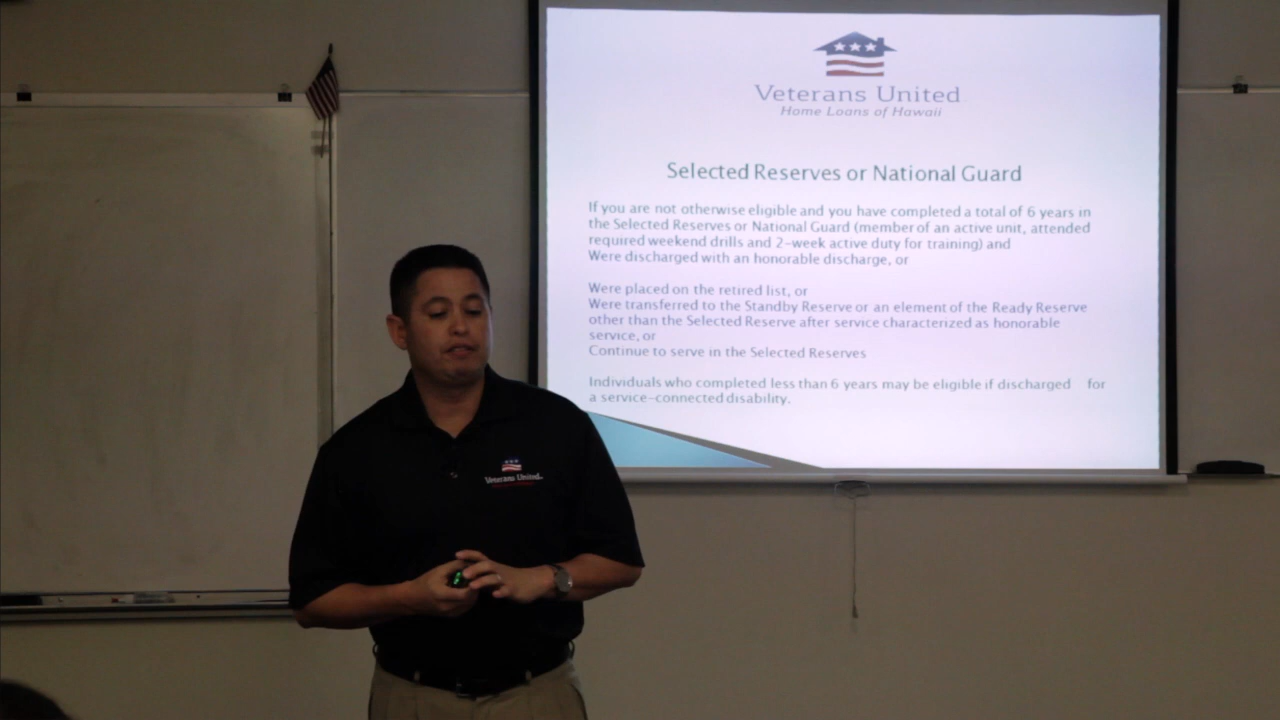 Veterans United
Home Loans of Hawaii
Selected Reserves or National Guard
If you are not otherwise eligible and you have completed a total of 6 years in
the Selected Reserves or National Guard (member of an active unit, attended
required weekend drills and 2-week active duty for training) and
Were discharged with an honorable discharge, or
Were placed on the retired list, or
Were transferred to the Standby Reserve or an element of the Ready Reserve
other than the Selected Reserve after service characterized as honorable
service, or
Continue to serve in the Selected Reserves
Individuals who completed less than 6 years may be eligible if discharged for
a service-connected disability.
Veterans United.